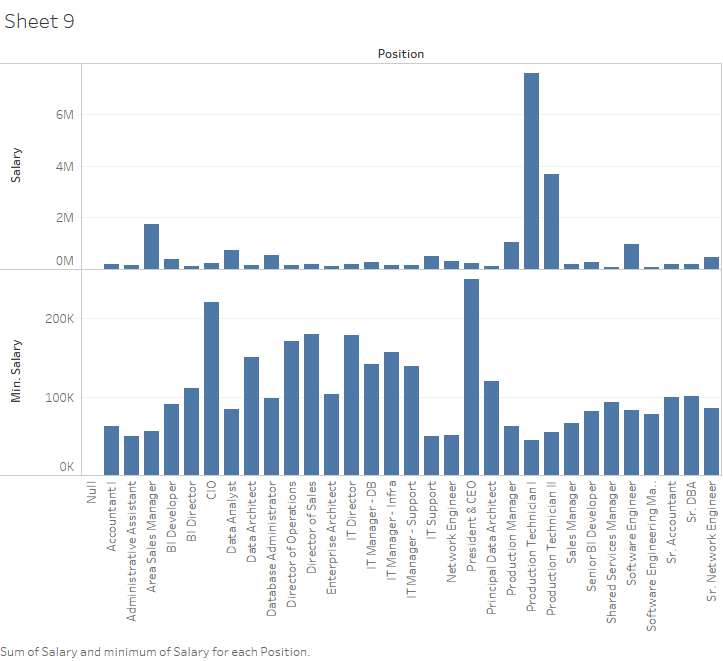 Sheet 9
Position
Salary
6M
4M
2M
0M
Min. Salary
200K
100K
0K
Null
Accountant I
Administrative Assistant
Area Sales Manager
BI Developer
BI Director
CIO
Data Analyst
Data Architect
Database Administrator
Director of Operations
Director of Sales
Enterprise Architect
IT Director
IT Manager - DB
IT Manager - Infra
IT Manager - Support
IT Support
Network Engineer
President & CEO
Principal Data Architect
Production Manager
Production Technician I
Production Technician II
Sales Manager
Senior BI Developer
Shared Services Manager
Software Engineer
Software Engineering Ma..
Sr. Accountant
Sr. DBA
Sr. Network Engineer
Sum of Salary and minimum of Salary for each Position.